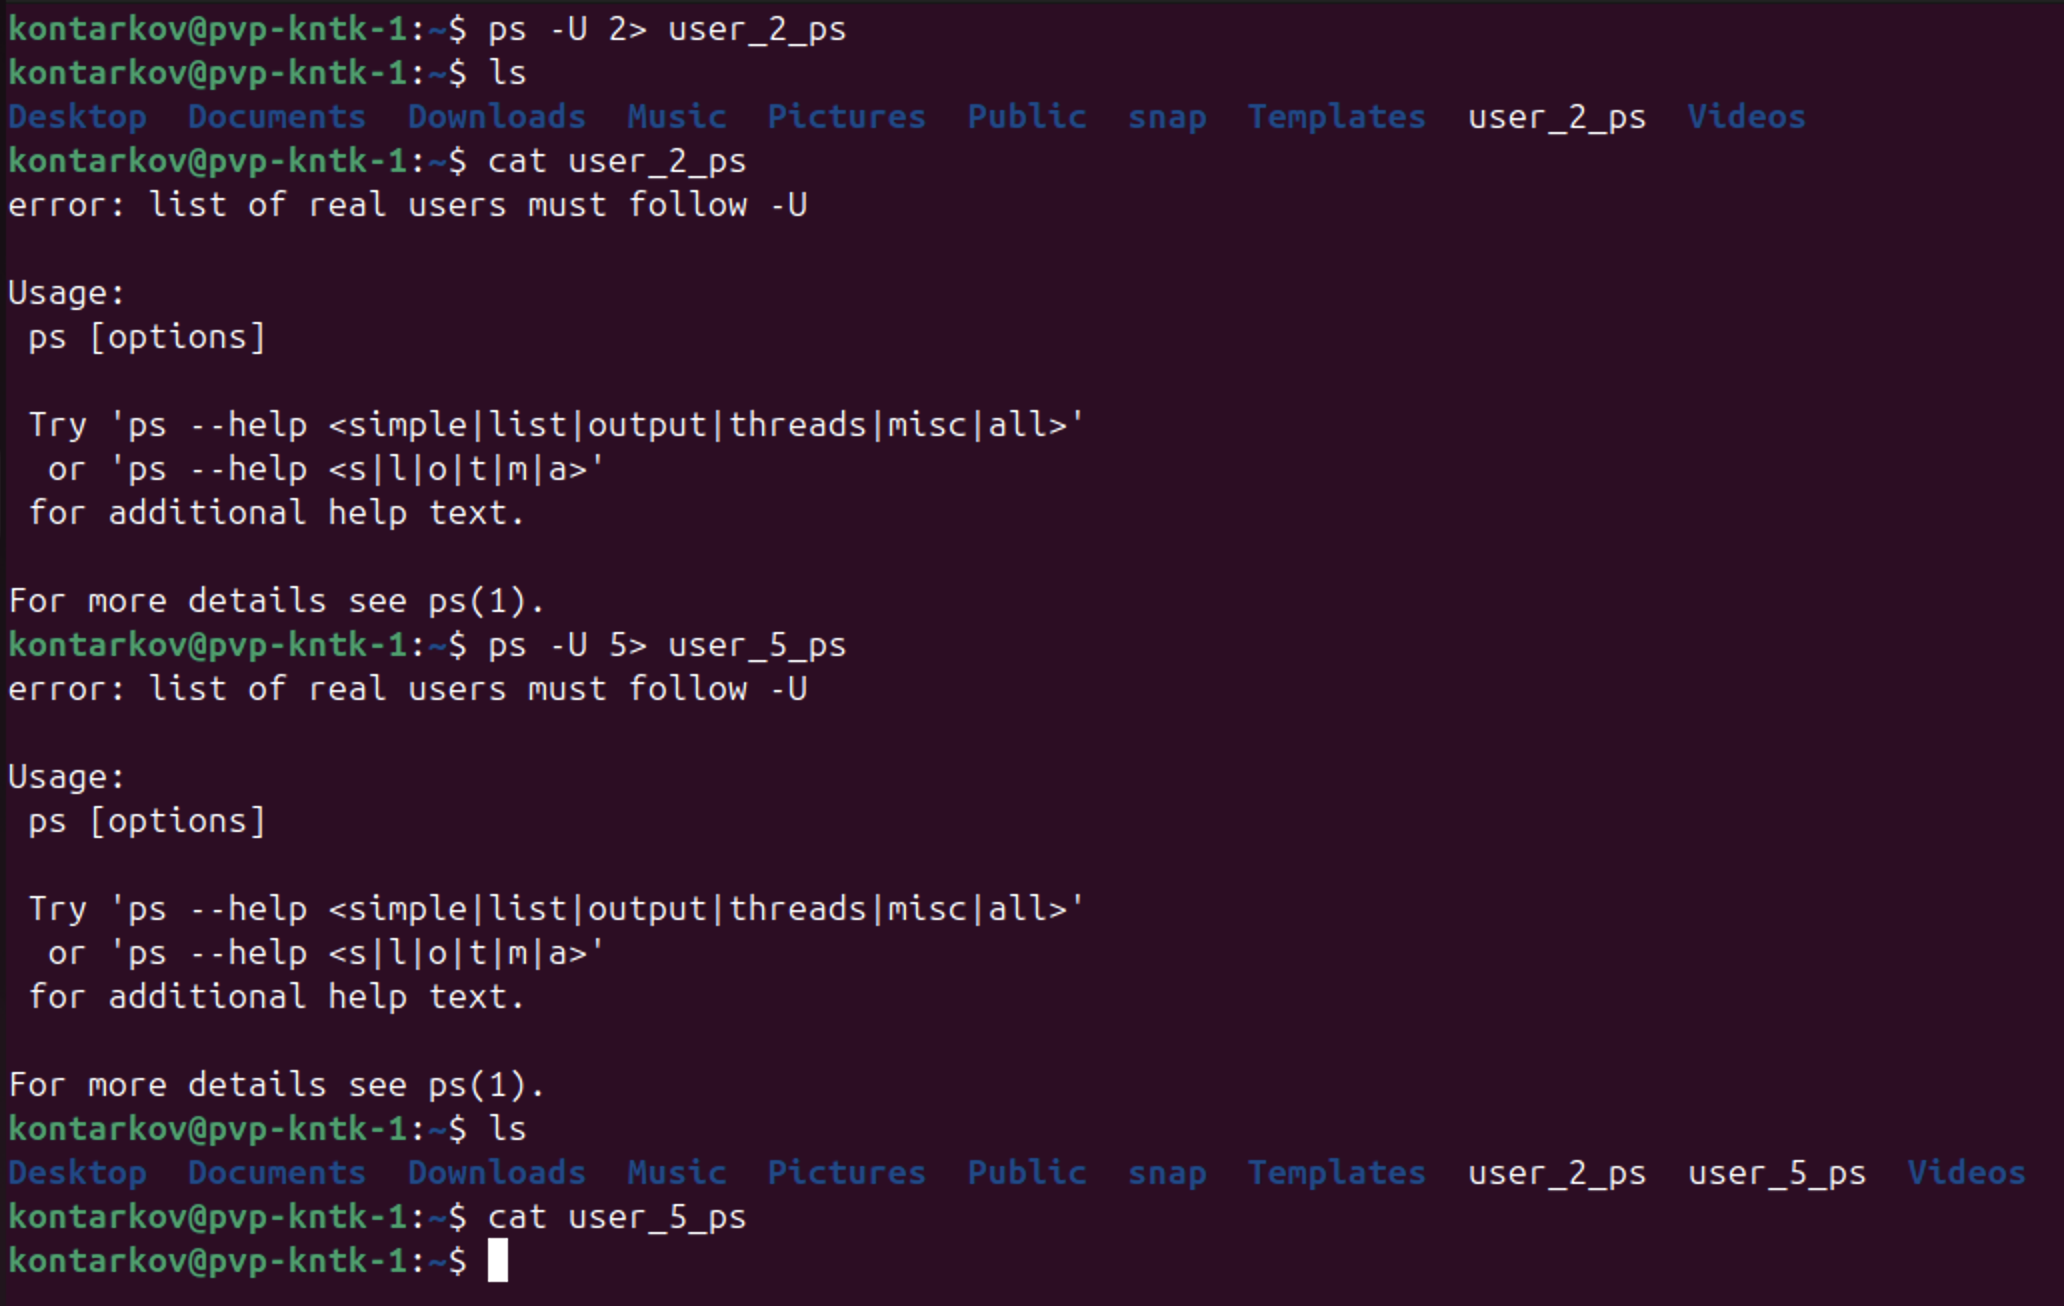 kontarkov@pvp-kntk-1:~$ ps -U 2> user_2_ps
kontarkov@pvp-kntk-1:~$ ls
Desktop  Documents  Downloads  Music  Pictures  Public  snap  Templates  user_2_ps  Videos
kontarkov@pvp-kntk-1:~$ cat user_2_ps
error: list of real users must follow -U

Usage:
 ps [options]

 Try 'ps --help <simple|list|output|threads|misc|all>'
  or 'ps --help <s|l|o|t|m|a>'
 for additional help text.

For more details see ps(1).
kontarkov@pvp-kntk-1:~$ ps -U 5> user_5_ps
error: list of real users must follow -U

Usage:
 ps [options]

 Try 'ps --help <simple|list|output|threads|misc|all>'
  or 'ps --help <s|l|o|t|m|a>'
 for additional help text.

For more details see ps(1).
kontarkov@pvp-kntk-1:~$ ls
Desktop  Documents  Downloads  Music  Pictures  Public  snap  Templates  user_2_ps  user_5_ps  Videos
kontarkov@pvp-kntk-1:~$ cat user_5_ps
kontarkov@pvp-kntk-1:~$